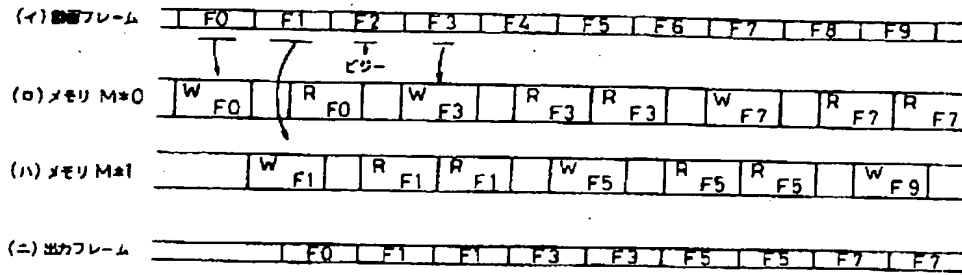 (イ) 動画フレーム F0 F1 F2 F3 F4 F5 F6 F7 F8 F9
ビジー
(ロ) メモリ M*0 W F0 R F0 W F3 R F3 R F3 W F7 R F7 R F7
(ハ) メモリ M*1 W F1 R F1 R F1 W F5 R F5 R F5 W F9
(ニ) 出力フレーム F0 F1 F1 F3 F3 F5 F5 F7 F7